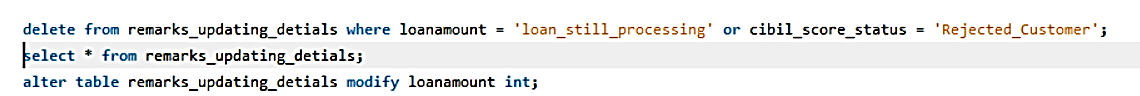 delete from remarks_updating_detials where loanamount = 'loan_still_processing' or cibil_score_status = 'Rejected_Customer';
select * from remarks_updating_detials;
alter table remarks_updating_detials modify loanamount int;